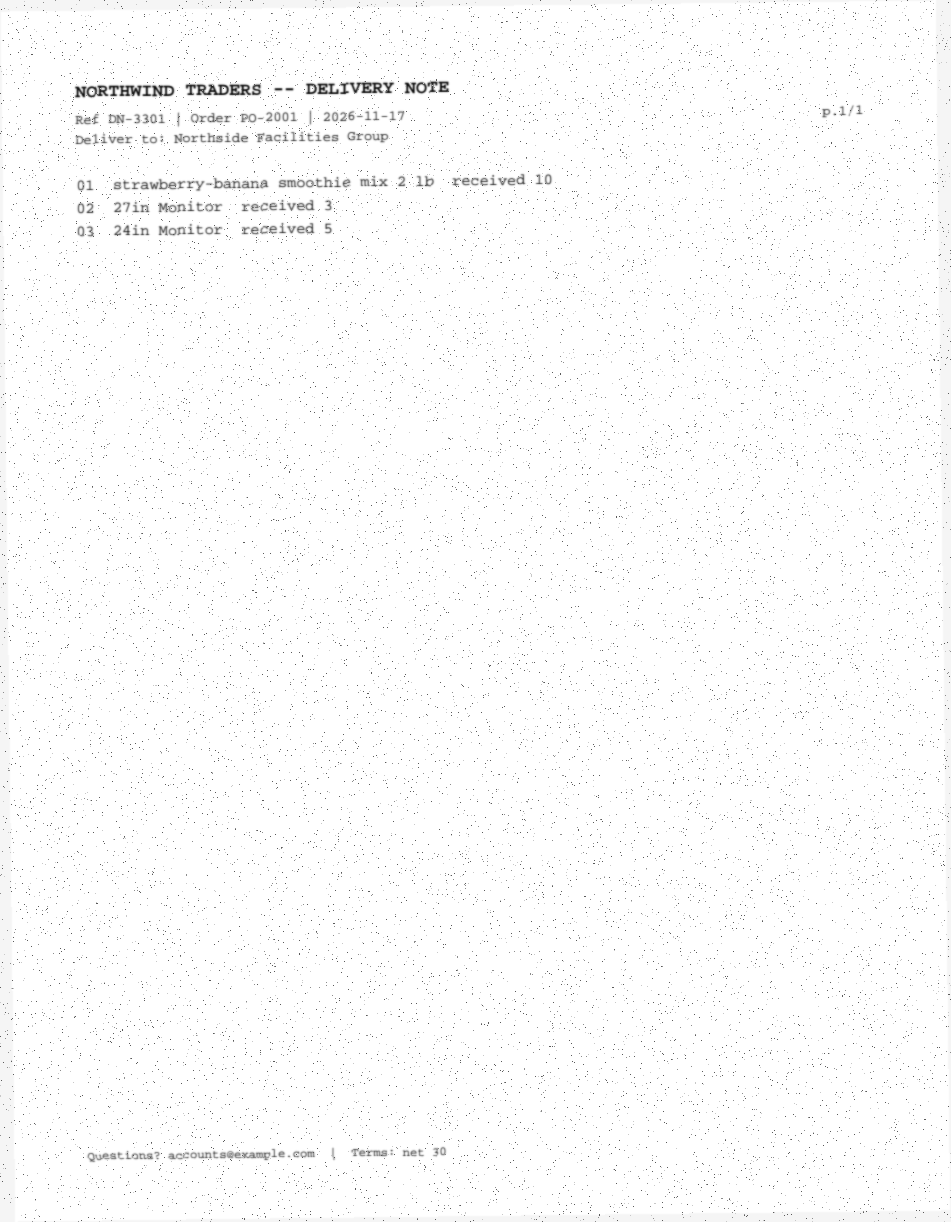 NORTHWIND TRADERS -- DELIVERY NOTE
p.1/1
Ref DN-3301 | Order PO-2001 | 2026-11-17
Deliver to: Northside Facilities Group
01 strawberry-banana smoothie mix 2 lb received 10
02 27in Monitor received 3
03 24in Monitor received 5
Questions? accounts@example.com | Terms: net 30